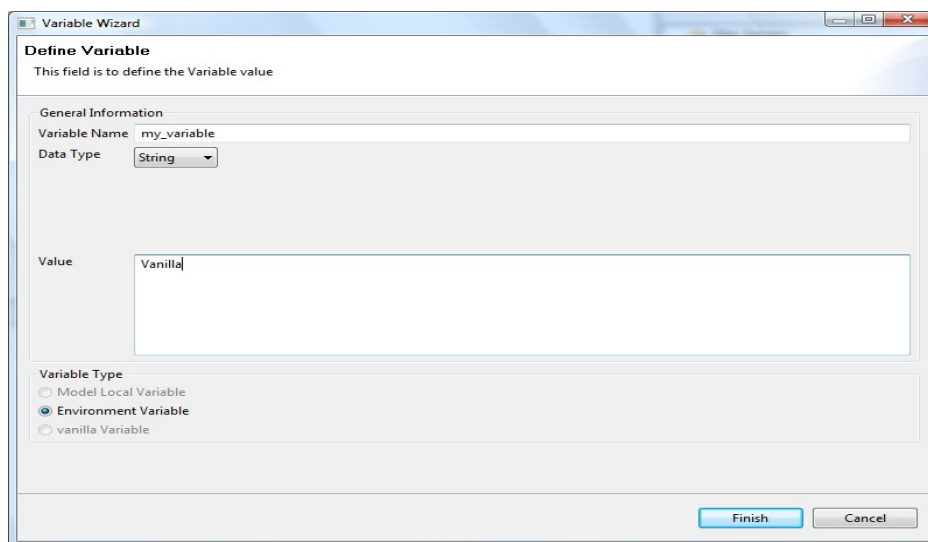 Variable Wizard
Define Variable
This field is to define the Variable value
General Information
Variable Name my_variable
Data Type String
Value Vanilla
Variable Type
Model Local Variable
Environment Variable
vanilla Variable
Finish Cancel